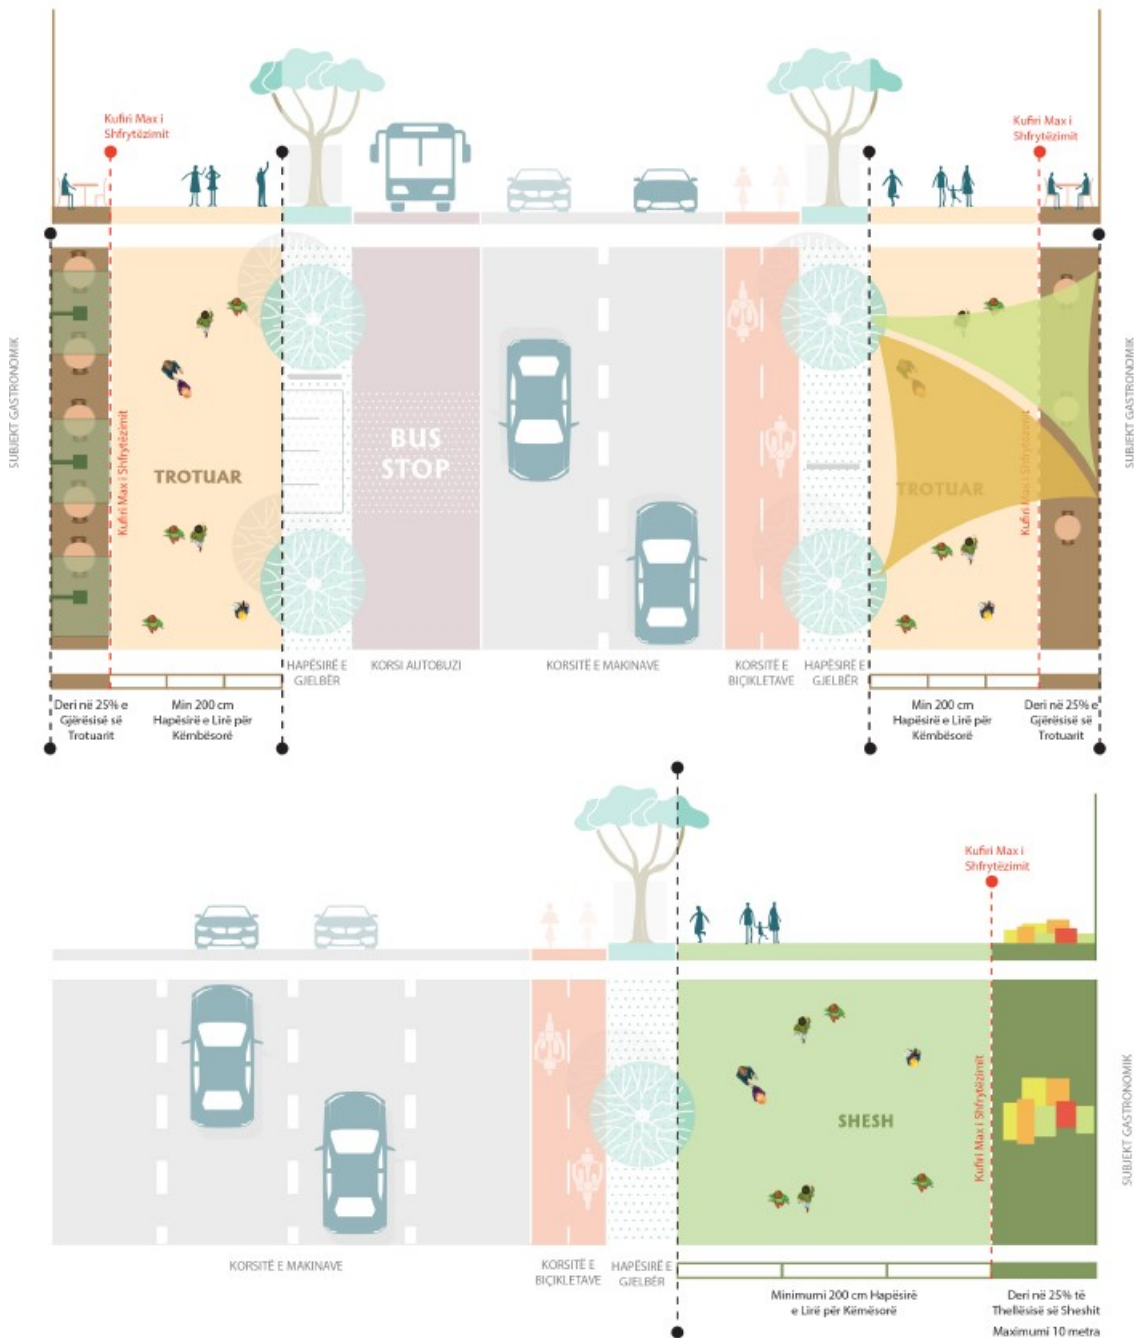 Kufiri Max i
Shfrytëzimit
Kufiri Max i
Shfrytëzimit
SUBJEKT GASTRONOMIK
Kufiri Max i Shfrytëzimit
TROTUAR
BUS
STOP
TROTUAR
Kufiri Max i Shfrytëzimit
SUBJEKT GASTRONOMIK
HAPËSIRË E
GJELBËR
KORSI AUTOBUZI
KORSITË E MAKINAVE
KORSITË E
BIÇIKLETAVE
HAPËSIRË E
GJELBËR
Deri në 25% e
Gjërësisë së
Trotuarit
Min 200 cm
Hapësirë e Lirë për
Këmbësorë
Min 200 cm
Hapësirë e Lirë për
Këmbësorë
Deri në 25% e
Gjërësisë së
Trotuarit
Kufiri Max i
Shfrytëzimit
SHESH
Kufiri Max i Shfrytëzimit
SUBJEKT GASTRONOMIK
KORSITË E MAKINAVE
KORSITË E
BIÇIKLETAVE
HAPËSIRË E
GJELBËR
Minimumi 200 cm Hapësirë
e Lirë për Këmësorë
Deri në 25% të
Thellësisë së Sheshit
Maximumi 10 metra